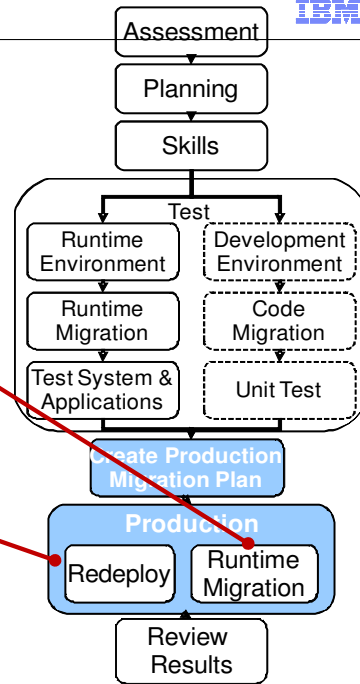 IBM
Assessment
Planning
Skills
Test
Runtime
Environment
Development
Environment
Runtime
Migration
Code
Migration
Test System &
Applications
Unit Test
Create Production
Migration Plan
Production
Redeploy
Runtime
Migration
Review
Results